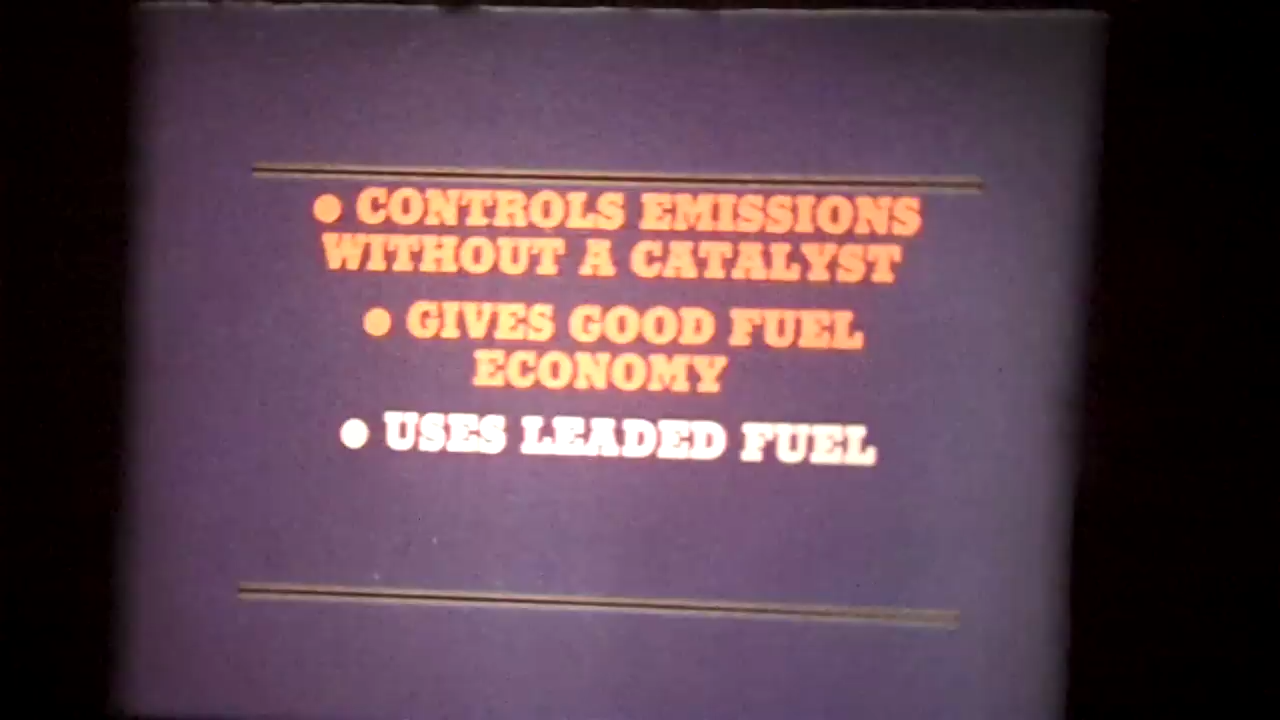 ● CONTROLS EMISSIONS
WITHOUT A CATALYST
● GIVES GOOD FUEL
ECONOMY
● USES LEADED FUEL